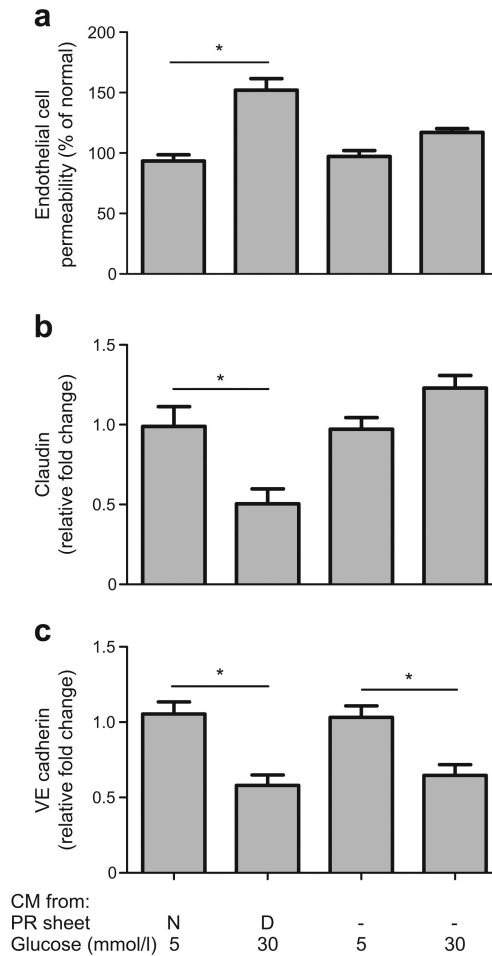 a
200
*
150
100
50
0
Endothelial cell
permeability (% of normal)
b
1.5
*
1.0
0.5
0
Claudin
(relative fold change)
c
1.5
* *
1.0
0.5
0
VE cadherin
(relative fold change)
CM from:
PR sheet N D - -
Glucose (mmol/l) 5 30 5 30